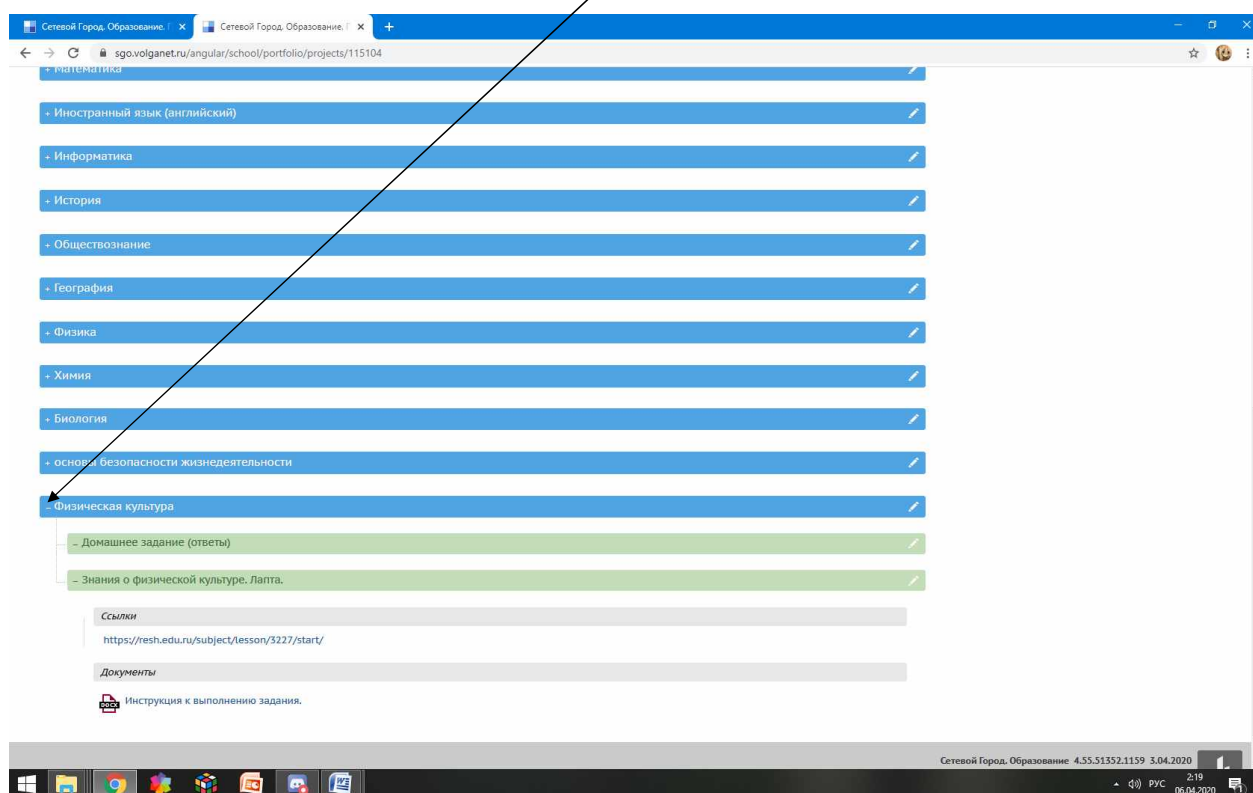 Сетевой Город. Образование. Г
Сетевой Город. Образование. Г
sgo.volganet.ru/angular/school/portfolio/projects/115104
+ Математика
+ Иностранный язык (английский)
+ Информатика
+ История
+ Обществознание
+ География
+ Физика
+ Химия
+ Биология
+ основы безопасности жизнедеятельности
– Физическая культура
– Домашнее задание (ответы)
– Знания о физической культуре. Лапта.
Ссылки
https://resh.edu.ru/subject/lesson/3227/start/
Документы
DOCX Инструкция к выполнению задания.
Сетевой Город. Образование 4.55.51352.1159 3.04.2020
РУС 2:19
06.04.2020